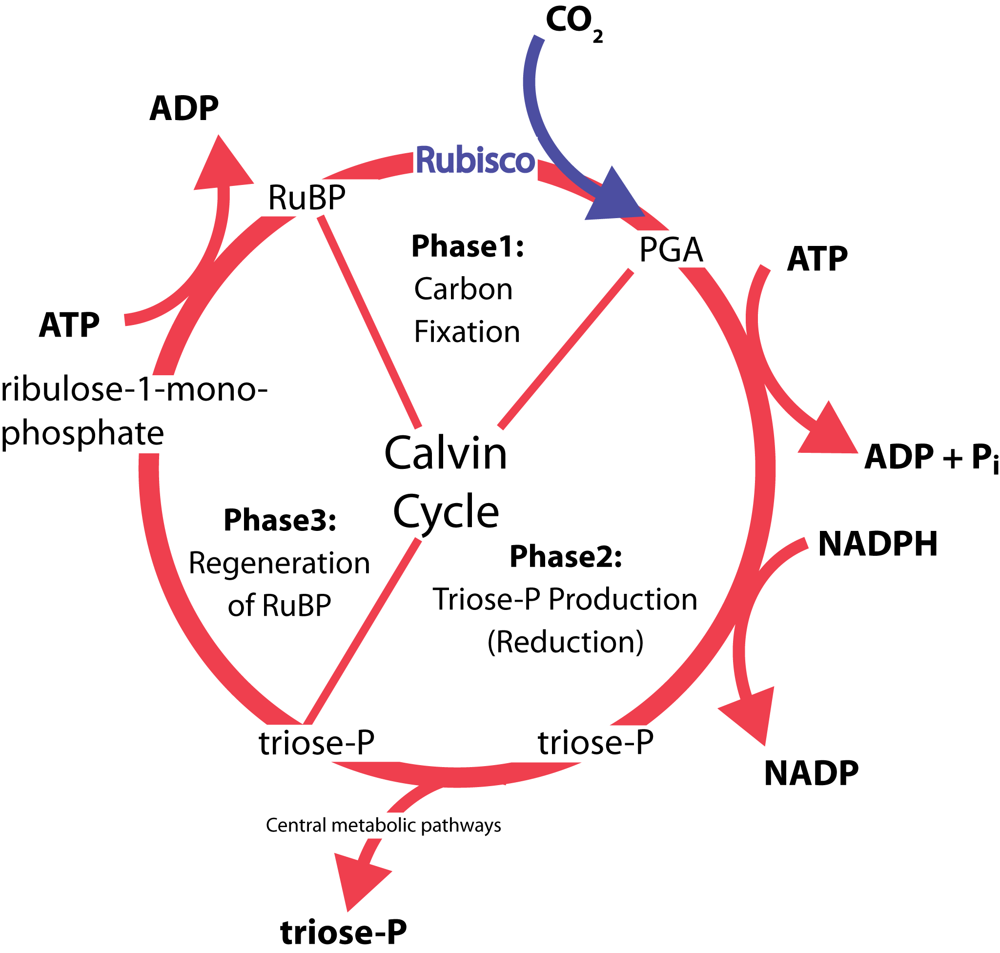 CO₂
ADP
Rubisco
RuBP
Phase1:
Carbon
Fixation
PGA
ATP
ATP
ribulose-1-mono-
phosphate
Calvin
Cycle
ADP + Pi
NADPH
Phase3:
Regeneration
of RuBP
Phase2:
Triose-P Production
(Reduction)
triose-P
triose-P
NADP
Central metabolic pathways
triose-P